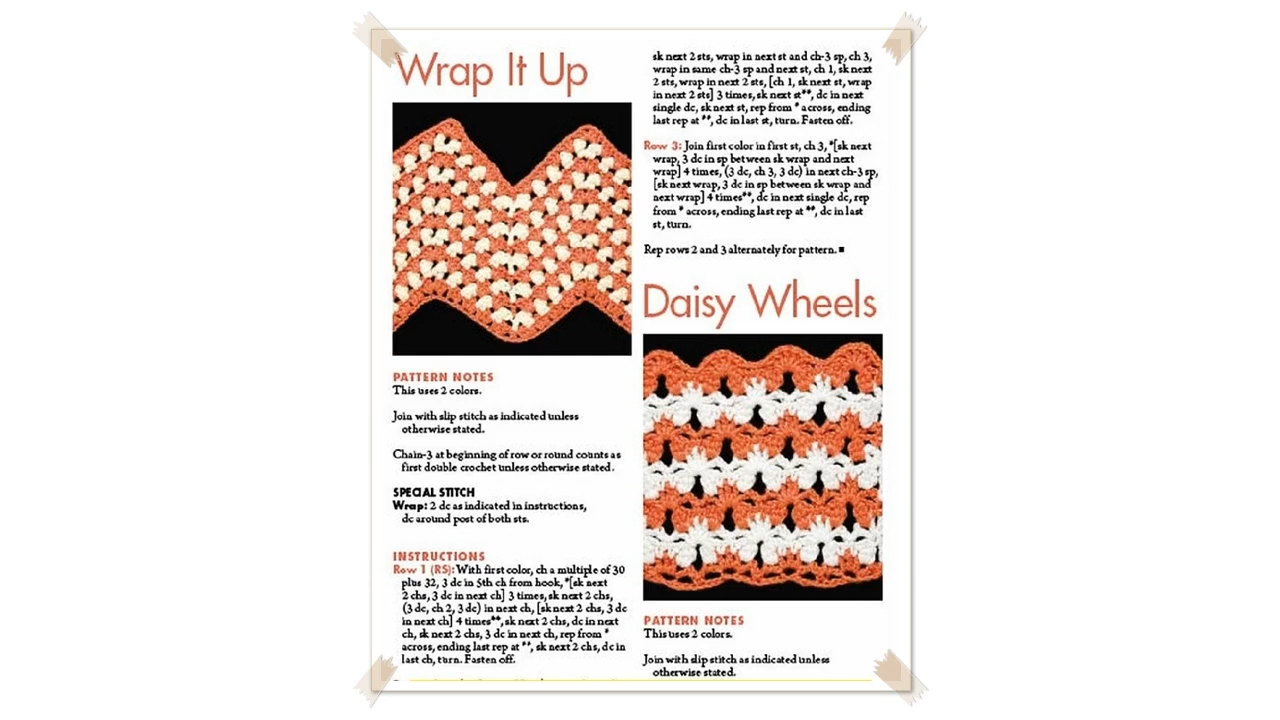 Wrap It Up
PATTERN NOTES
This uses 2 colors.
Join with slip stitch as indicated unless
otherwise stated.
Chain-3 at beginning of row or round counts as
first double crochet unless otherwise stated.
SPECIAL STITCH
Wrap: 2 dc as indicated in instructions,
dc around post of both sts.
INSTRUCTIONS
Row 1 (RS): With first color, ch a multiple of 30
plus 32, 3 dc in 5th ch from hook, *[sk next
2 chs, 3 dc in next ch] 3 times, sk next 2 chs,
(3 dc, ch 2, 3 dc) in next ch, [sk next 2 chs, 3 dc
in next ch] 4 times**, sk next 2 chs, dc in next
ch, sk next 2 chs, 3 dc in next ch, rep from *
across, ending last rep at **, sk next 2 chs, dc in
last ch, turn. Fasten off.
sk next 2 sts, wrap in next st and ch-3 sp, ch 3,
wrap in same ch-3 sp and next st, ch 1, sk next
2 sts, wrap in next 2 sts, [ch 1, sk next st, wrap
in next 2 sts] 3 times, sk next st**, dc in next
single dc, sk next st, rep from * across, ending
last rep at **, dc in last st, turn. Fasten off.
Row 3: Join first color in first st, ch 3, *[sk next
wrap, 3 dc in sp between sk wrap and next
wrap] 4 times, (3 dc, ch 3, 3 dc) in next ch-3 sp,
[sk next wrap, 3 dc in sp between sk wrap and
next wrap] 4 times**, dc in next single dc, rep
from * across, ending last rep at **, dc in last
st, turn.
Rep rows 2 and 3 alternately for pattern. ■
Daisy Wheels
PATTERN NOTES
This uses 2 colors.
Join with slip stitch as indicated unless
otherwise stated.